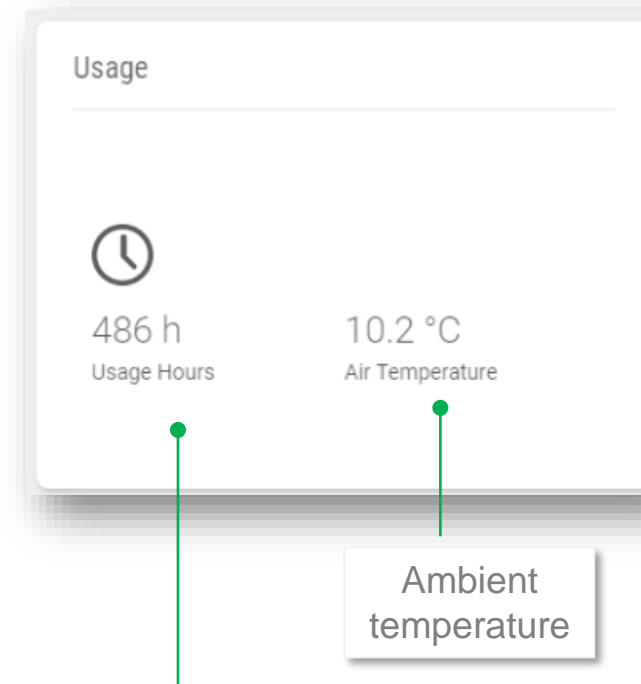 Usage
486 h
10.2 °C
Usage Hours
Air Temperature
Ambient
temperature